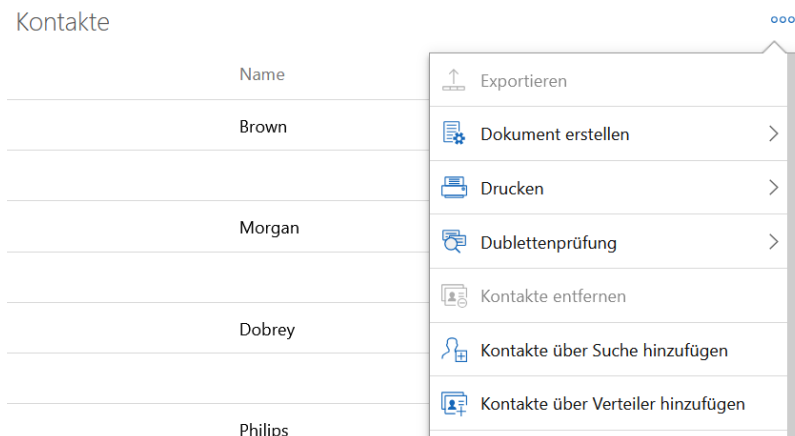 Kontakte
Name
Brown
Morgan
Dobrey
Philips
Exportieren
Dokument erstellen
Drucken
Dublettenprüfung
Kontakte entfernen
Kontakte über Suche hinzufügen
Kontakte über Verteiler hinzufügen